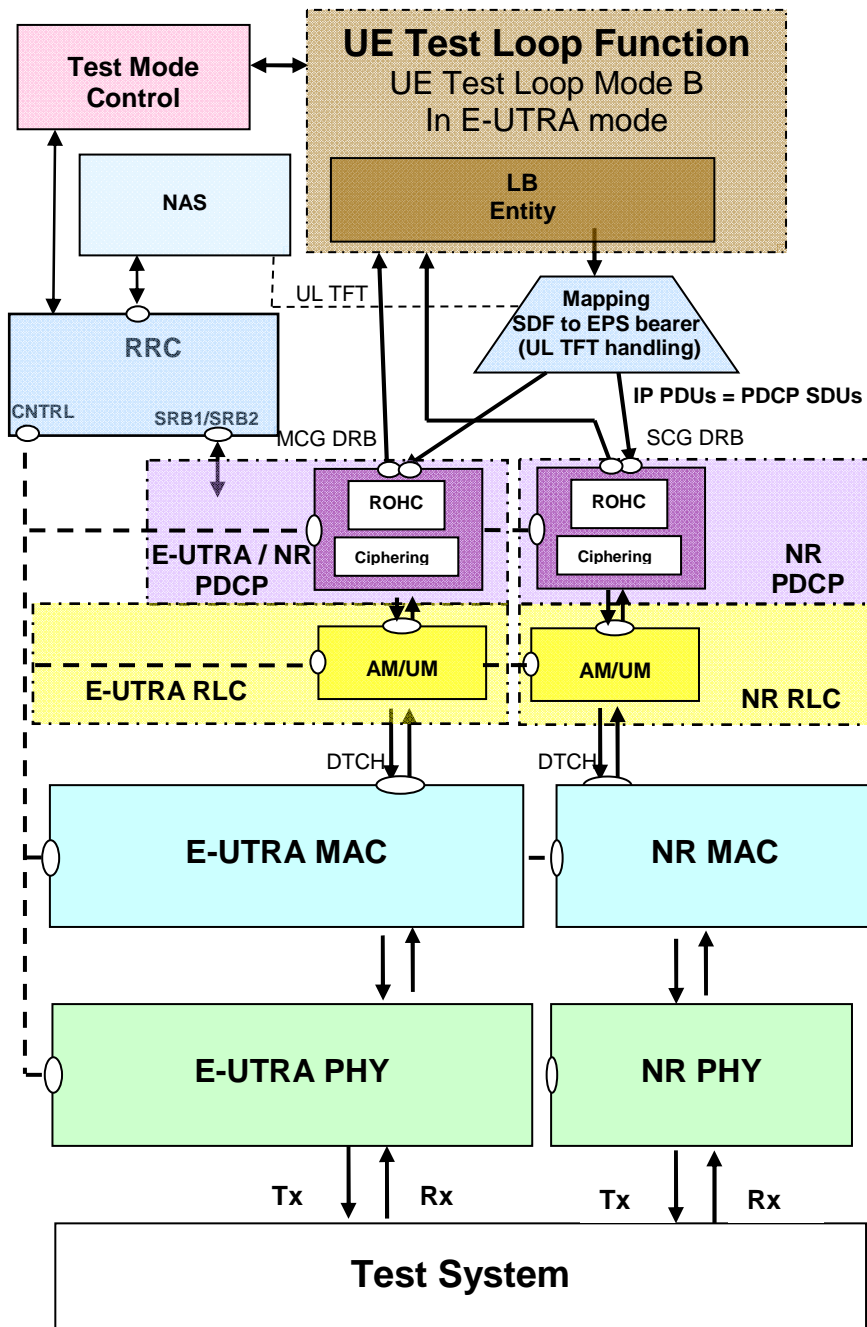 UE Test Loop Function
UE Test Loop Mode B
In E-UTRA mode
Test Mode
Control
LB
Entity
NAS
UL TFT
Mapping
SDF to EPS bearer
(UL TFT handling)
RRC
CNTRL
SRB1/SRB2
IP PDUs = PDCP SDUs
MCG DRB
SCG DRB
ROHC
Ciphering
E-UTRA / NR
PDCP
ROHC
Ciphering
NR
PDCP
AM/UM
E-UTRA RLC
AM/UM
NR RLC
DTCH
DTCH
E-UTRA MAC
NR MAC
E-UTRA PHY
NR PHY
Tx
Rx
Tx
Rx
Test System